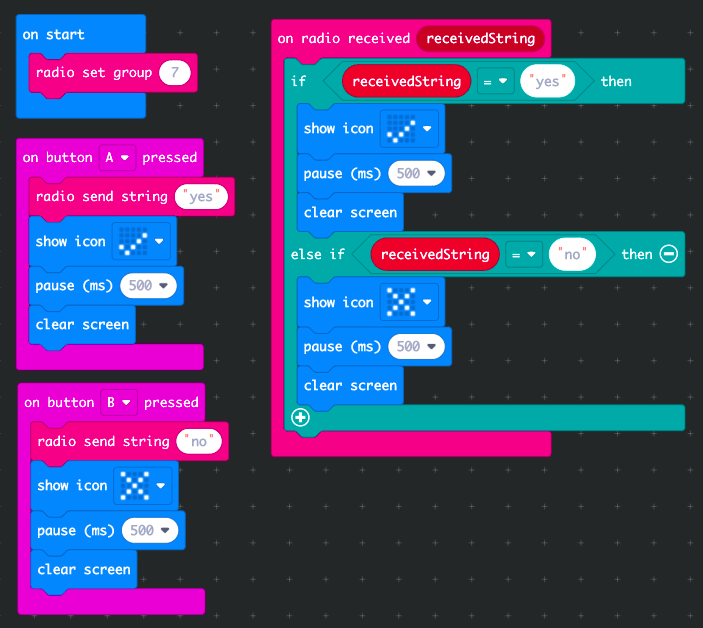 on start
radio set group 7
on button A pressed
radio send string "yes"
show icon
pause (ms) 500
clear screen
on button B pressed
radio send string "no"
show icon
pause (ms) 500
clear screen
on radio received receivedString
if receivedString = "yes" then
show icon
pause (ms) 500
clear screen
else if receivedString = "no" then
show icon
pause (ms) 500
clear screen